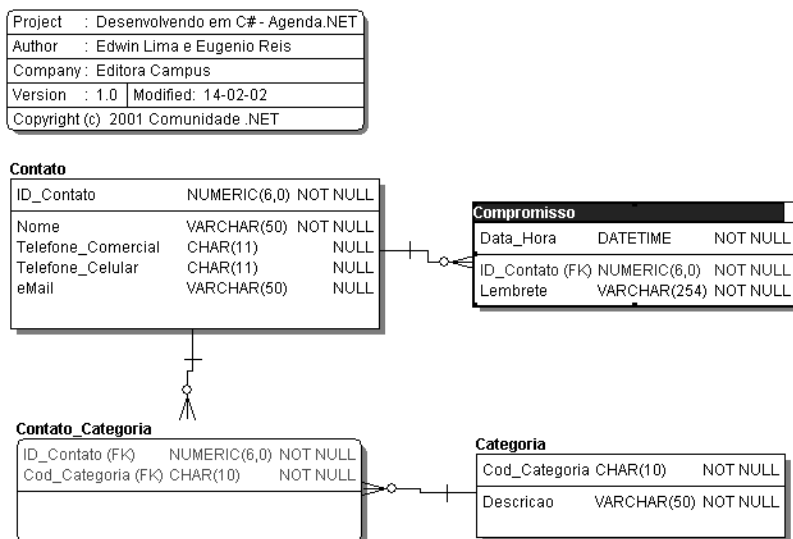 Project : Desenvolvendo em C# - Agenda.NET
Author : Edwin Lima e Eugenio Reis
Company : Editora Campus
Version : 1.0 Modified: 14-02-02
Copyright (c) 2001 Comunidade .NET
Contato
ID_Contato NUMERIC(6,0) NOT NULL
Nome VARCHAR(50) NOT NULL
Telefone_Comercial CHAR(11) NULL
Telefone_Celular CHAR(11) NULL
eMail VARCHAR(50) NULL
Compromisso
Data_Hora DATETIME NOT NULL
ID_Contato (FK) NUMERIC(6,0) NOT NULL
Lembrete VARCHAR(254) NOT NULL
Contato_Categoria
ID_Contato (FK) NUMERIC(6,0) NOT NULL
Cod_Categoria (FK) CHAR(10) NOT NULL
Categoria
Cod_Categoria CHAR(10) NOT NULL
Descricao VARCHAR(50) NOT NULL